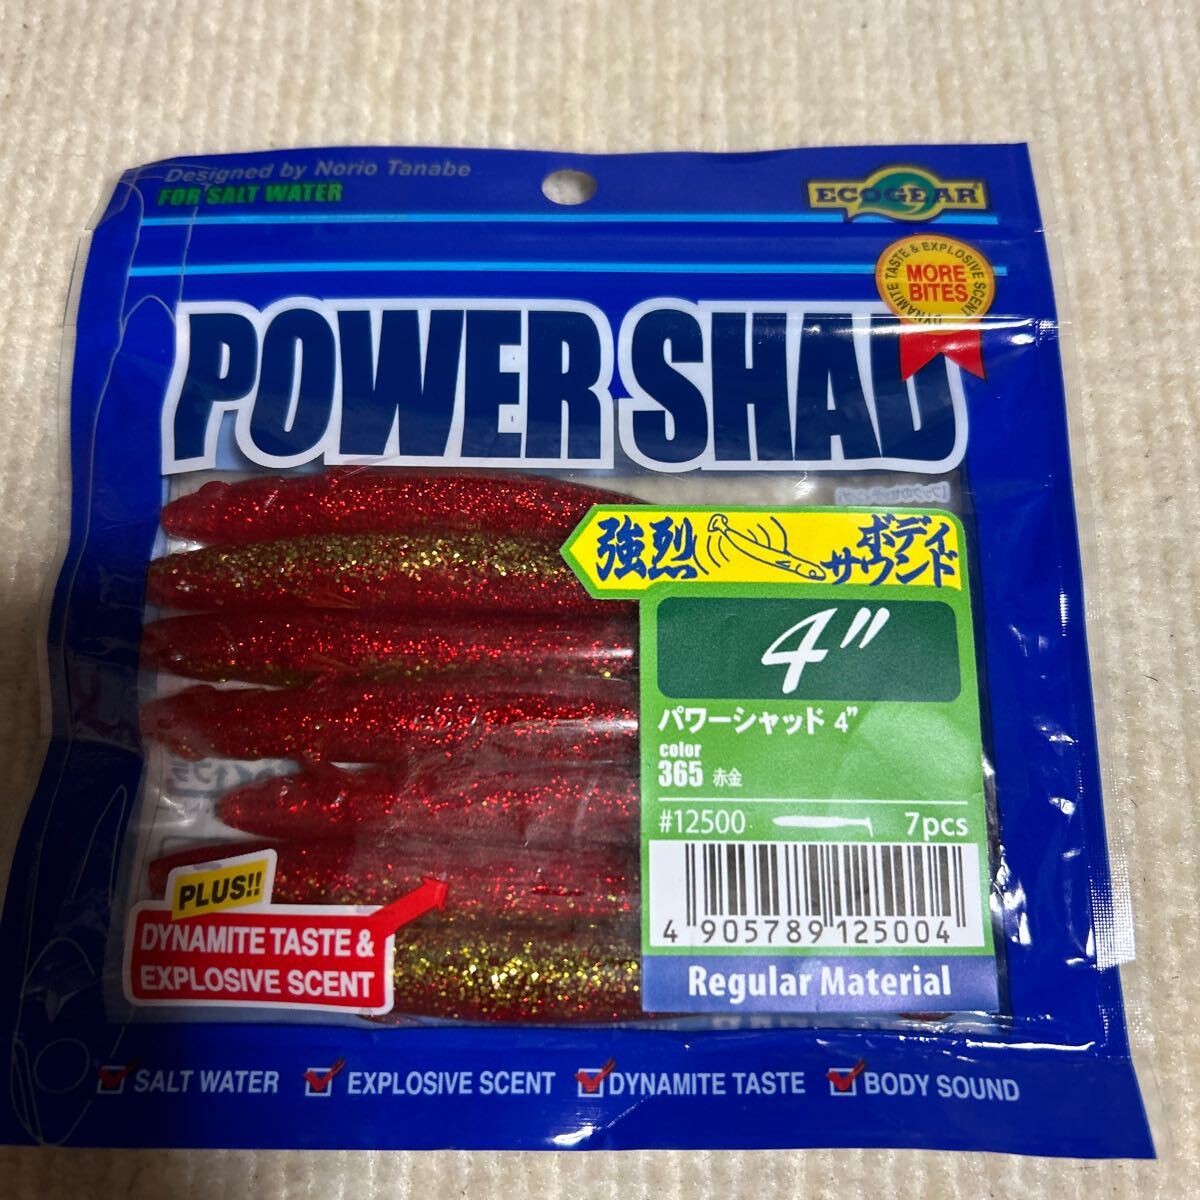 Designed by Norio Tanabe
FOR SALT WATER
ECOGEAR
DYNAMITE TASTE & EXPLOSIVE SCENT
MORE
BITES
POWER SHAD
強烈
ボディ
サウンド
4"
パワーシャッド 4"
color
365 赤金
#12500
7pcs
4 905789 125004
Regular Material
PLUS!!
DYNAMITE TASTE &
EXPLOSIVE SCENT
SALT WATER
EXPLOSIVE SCENT
DYNAMITE TASTE
BODY SOUND